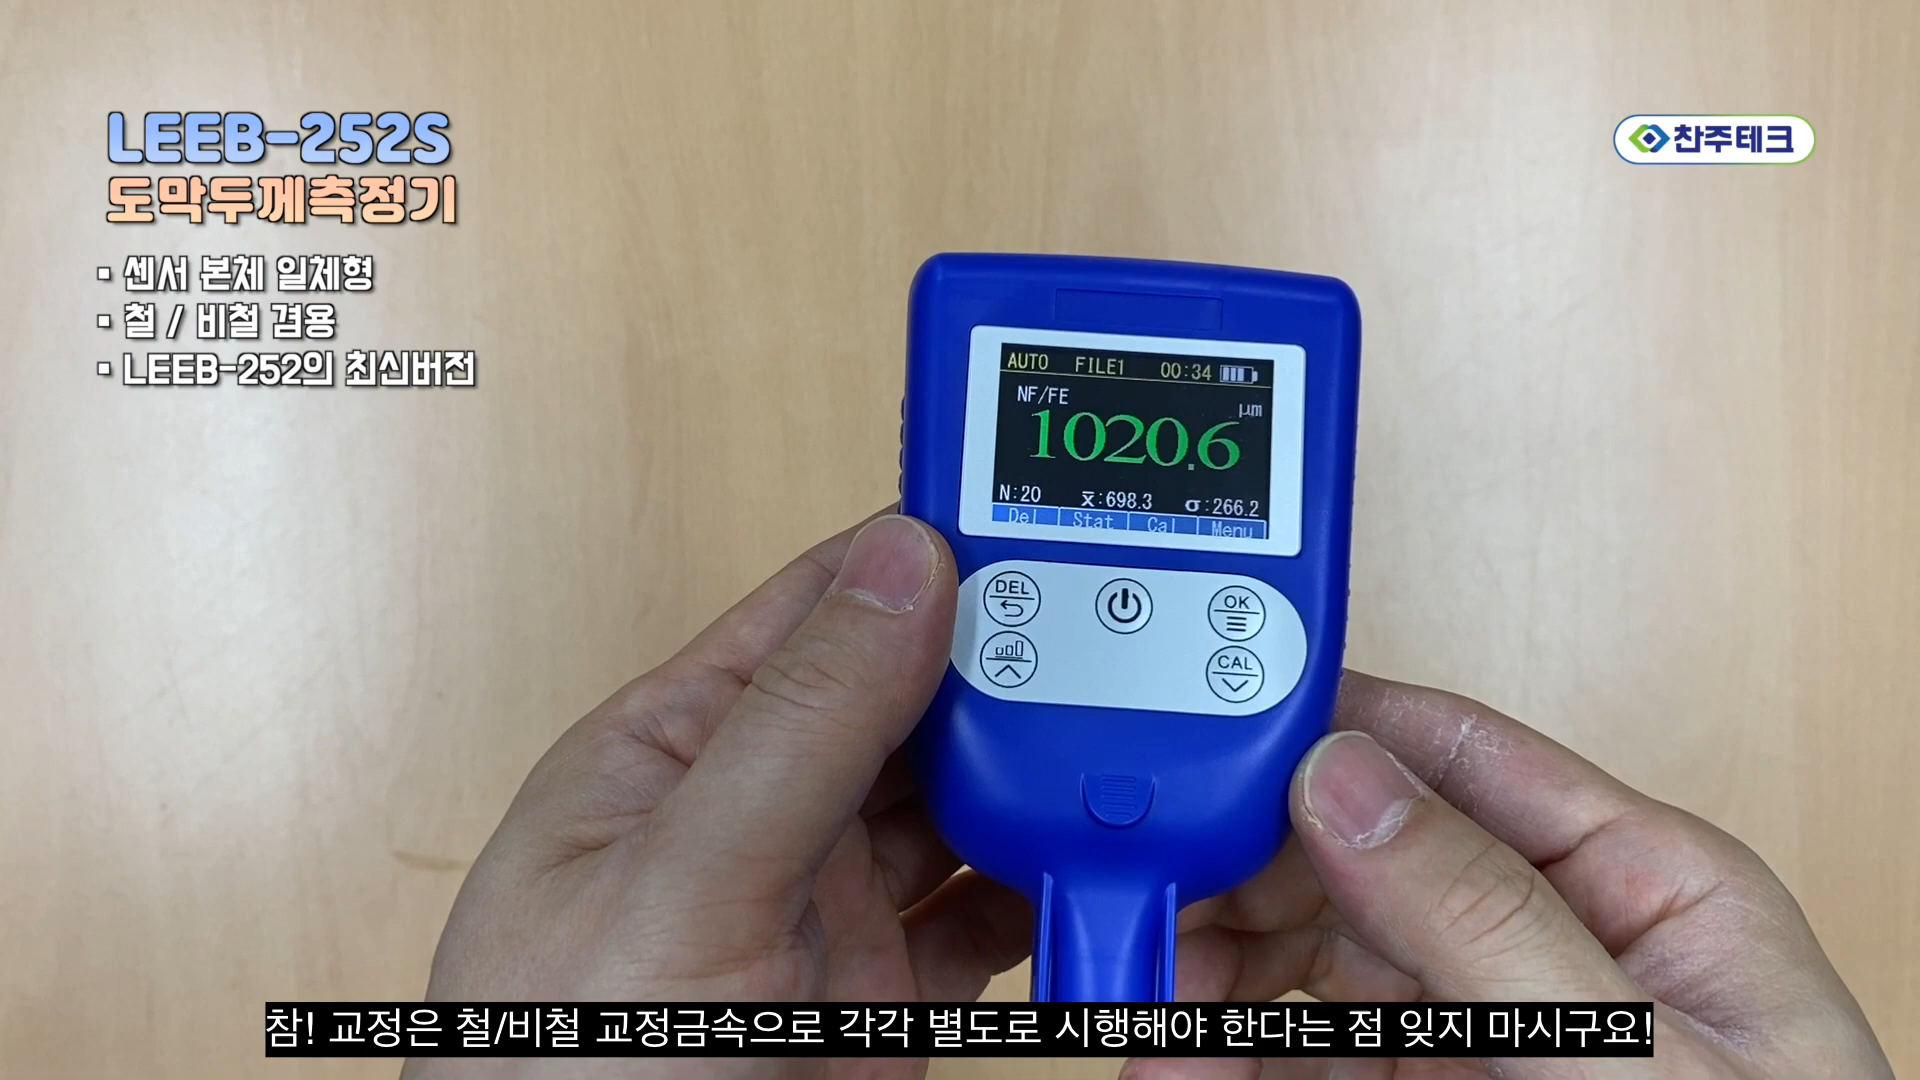 LEEB-252S
도막두께측정기
▪ 센서 본체 일체형
▪ 철 / 비철 겸용
▪ LEEB-252의 최신버전
찬주테크
AUTO FILE1 00:34
NF/FE
µm
1020.6
N:20 x̄:698.3 σ:266.2
Del Stat Cal Menu
DEL
OK
CAL
참! 교정은 철/비철 교정금속으로 각각 별도로 시행해야 한다는 점 잊지 마시구요!